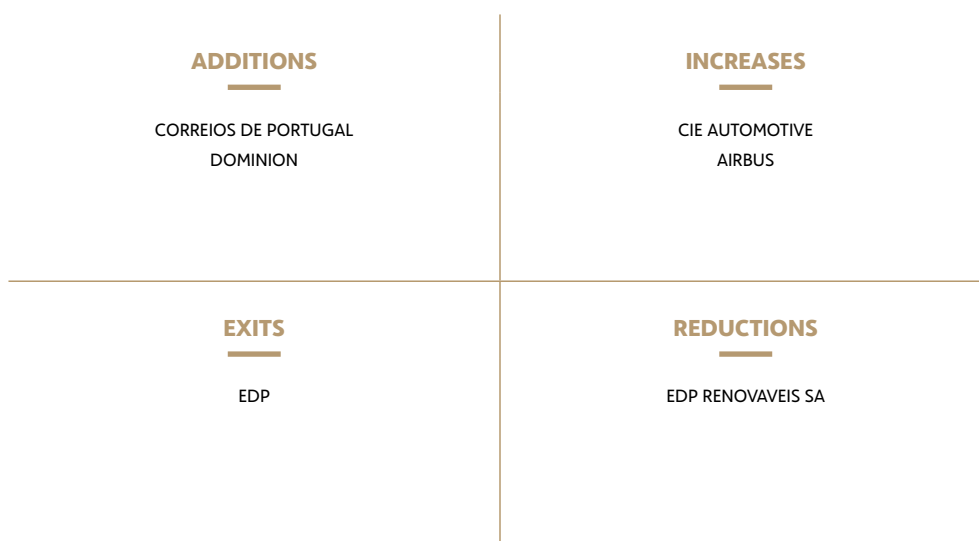 ADDITIONS
CORREIOS DE PORTUGAL
DOMINION
INCREASES
CIE AUTOMOTIVE
AIRBUS
EXITS
EDP
REDUCTIONS
EDP RENOVAVEIS SA